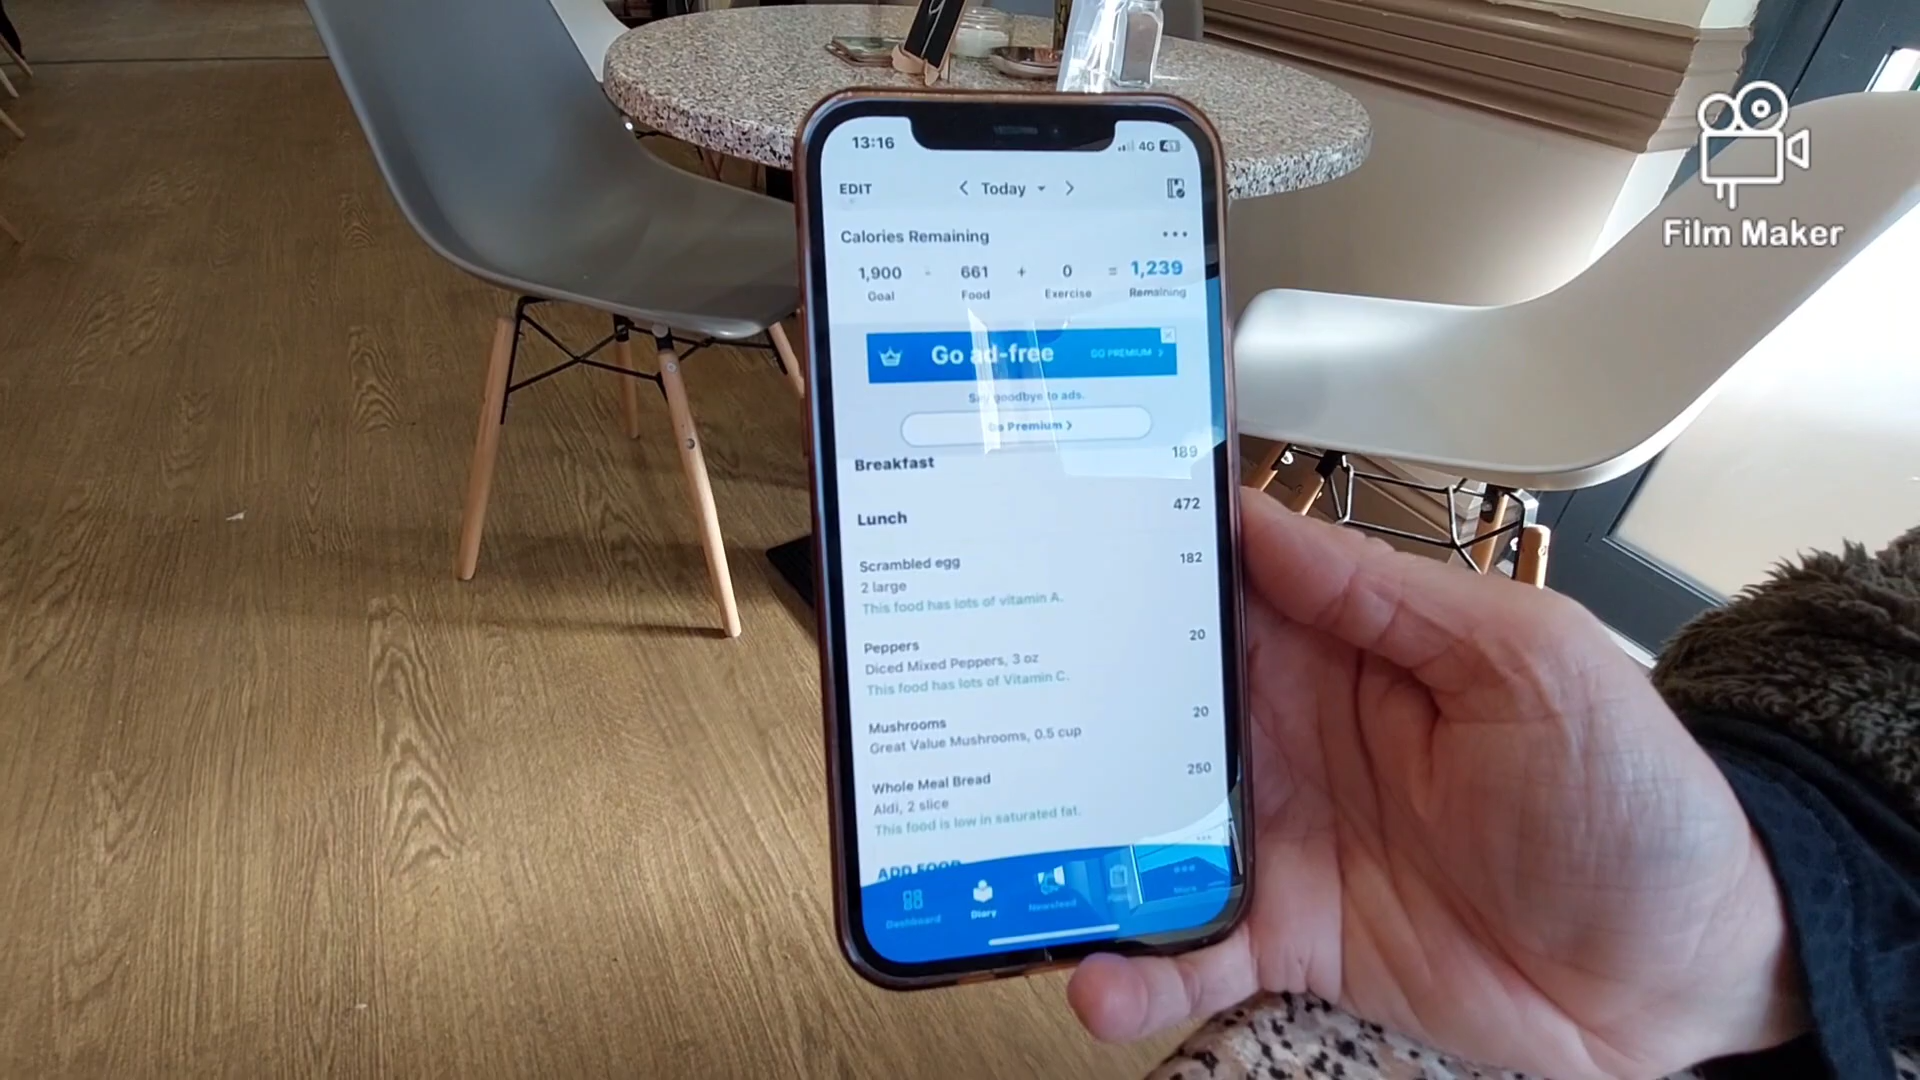 13:16
4G
EDIT
Today
Calories Remaining
1,900 - 661 + 0 = 1,239
Goal Food Exercise Remaining
Go ad-free GO PREMIUM
Say goodbye to ads.
Go Premium
Breakfast 189
Lunch 472
Scrambled egg 182
2 large
This food has lots of vitamin A.
Peppers 20
Diced Mixed Peppers, 3 oz
This food has lots of Vitamin C.
Mushrooms 20
Great Value Mushrooms, 0.5 cup
Whole Meal Bread 250
Aldi, 2 slice
This food is low in saturated fat.
ADD FOOD
Dashboard Diary Newsfeed Plans More
Film Maker